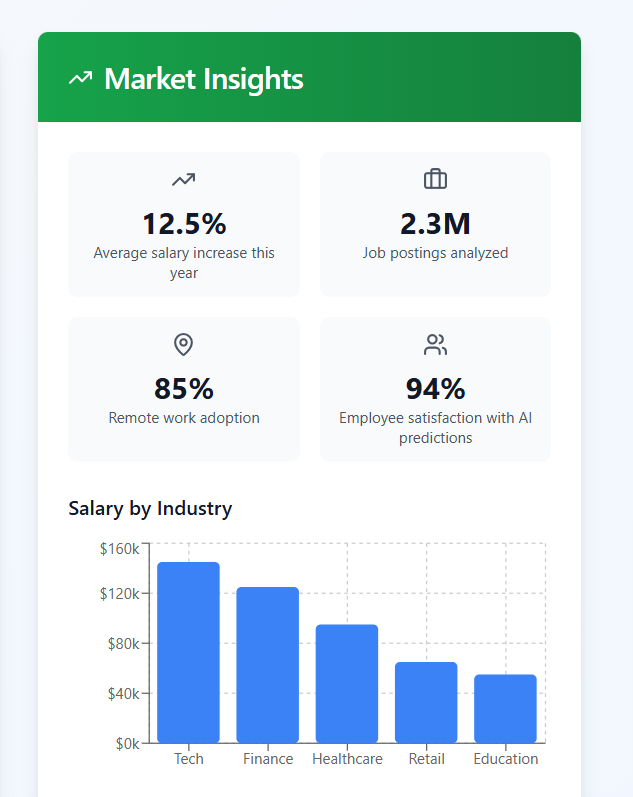 Market Insights
12.5%
Average salary increase this
year
2.3M
Job postings analyzed
85%
Remote work adoption
94%
Employee satisfaction with AI
predictions
Salary by Industry
$160k
$120k
$80k
$40k
$0k
Tech Finance Healthcare Retail Education